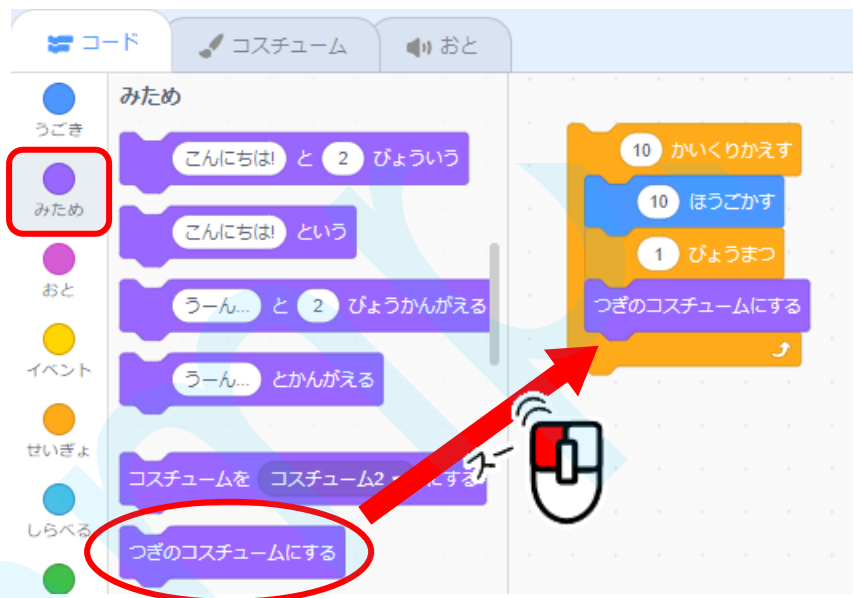 コード
コスチューム
おと
うごき
みため
おと
イベント
せいぎょ
しらべる
みため
こんにちは! と 2 びょういう
こんにちは! という
うーん... と 2 びょうかんがえる
うーん... とかんがえる
コスチュームを コスチューム2 にする
つぎのコスチュームにする
10 かいくりかえす
10 ほうごかす
1 びょうまつ
つぎのコスチュームにする